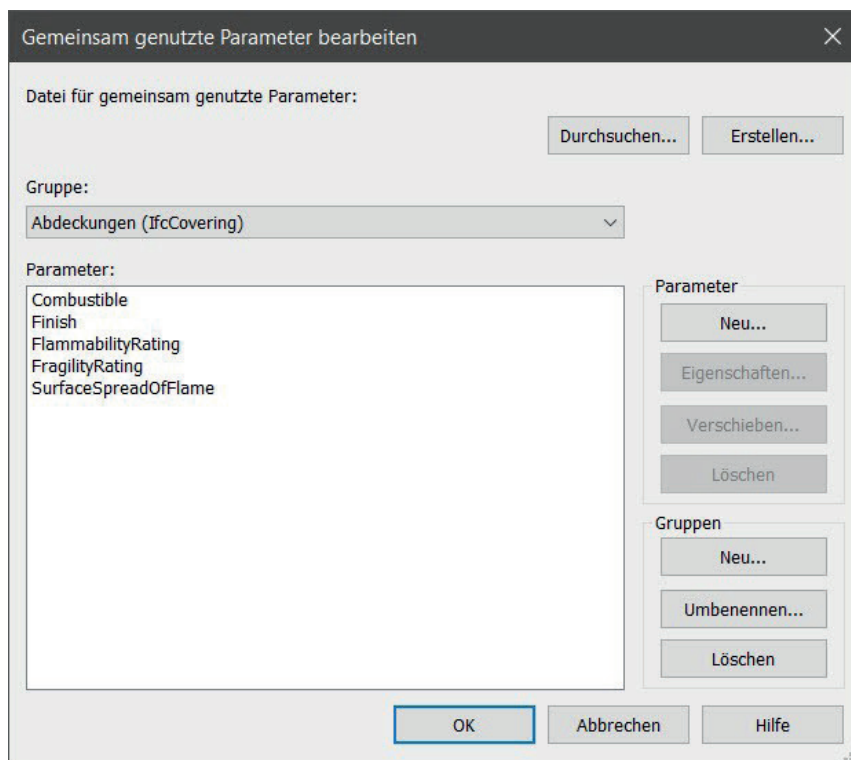 Gemeinsam genutzte Parameter bearbeiten
Datei für gemeinsam genutzte Parameter:
Durchsuchen... Erstellen...
Gruppe:
Abdeckungen (IfcCovering)
Parameter:
Combustible
Finish
FlammabilityRating
FragilityRating
SurfaceSpreadOfFlame
Parameter
Neu...
Eigenschaften...
Verschieben...
Löschen
Gruppen
Neu...
Umbenennen...
Löschen
OK Abbrechen Hilfe